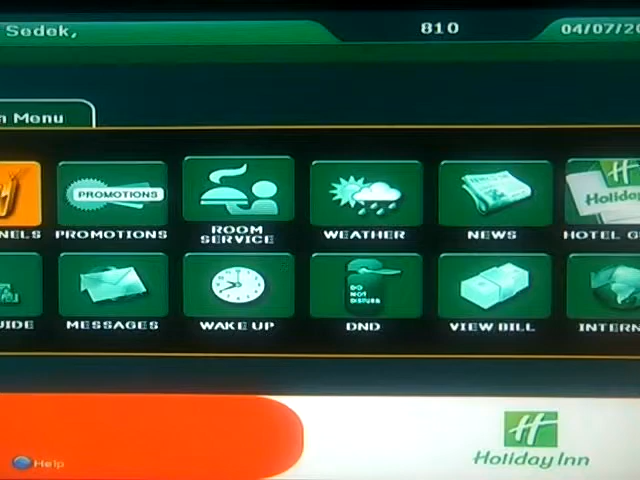 Sedek,
810
04/07/20
n Menu
NELS
PROMOTIONS
PROMOTIONS
ROOM
SERVICE
WEATHER
NEWS
H
Holiday
HOTEL G
UIDE
MESSAGES
WAKE UP
DO
NOT
DISTURB
DND
VIEW BILL
INTERN
Help
H
Holiday Inn